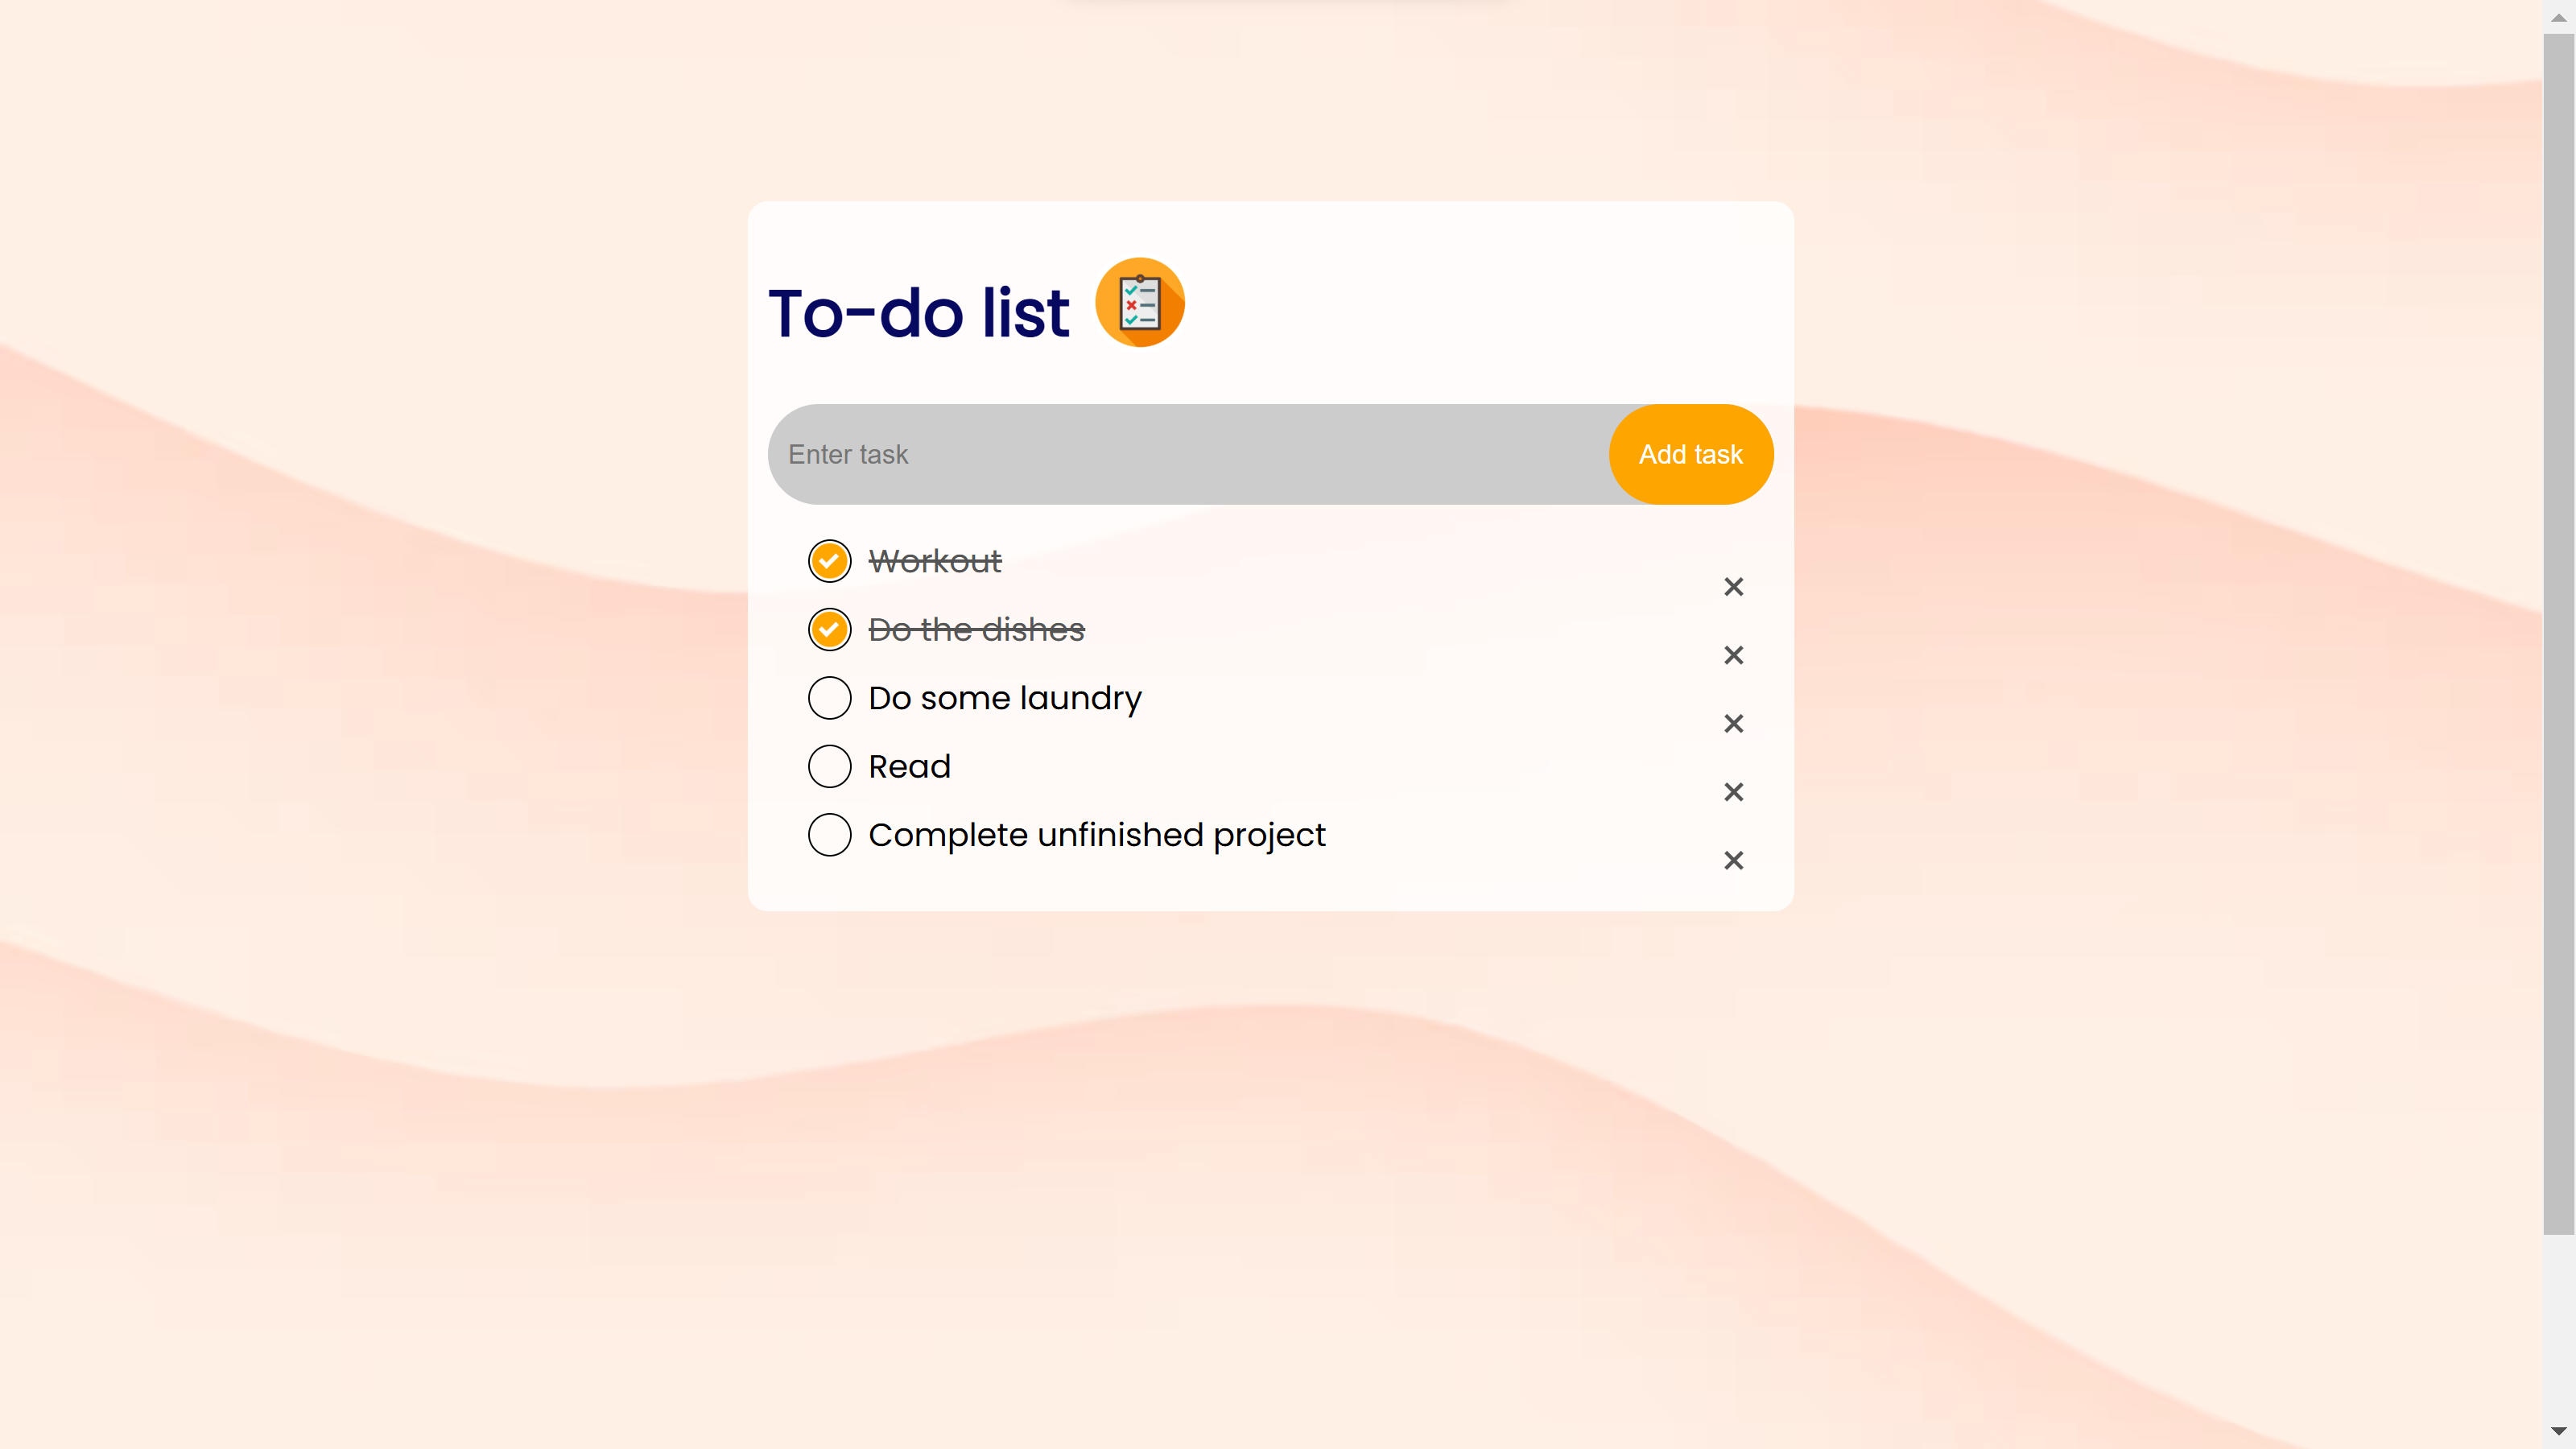 To-do list
Enter task
Add task
Workout
Do the dishes
Do some laundry
Read
Complete unfinished project